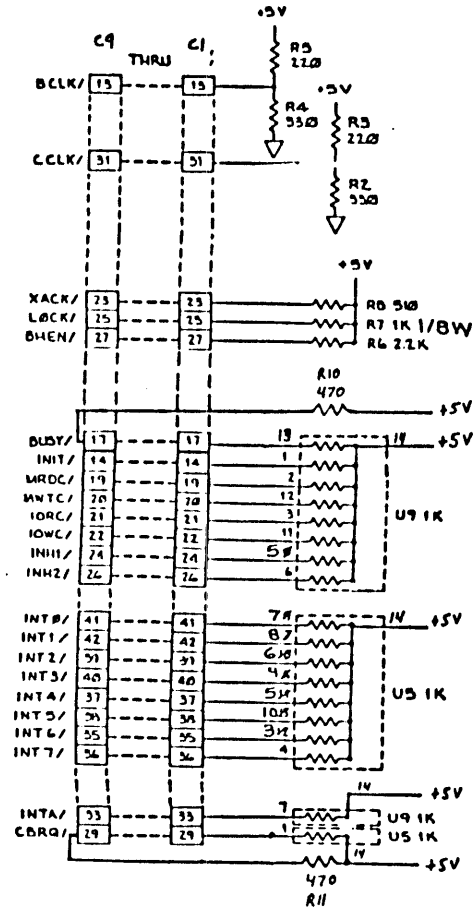 +5V
C9 THRU C1
R5
220
BCLK/ 13 13
+5V
R4
330
R3
220
CCLK/ 31 31
R2
330
+5V
XACK/ 23 23 R8 510
LOCK/ 25 25 R7 1K 1/8W
BHEN/ 27 27 R6 2.2K
R10
470
+5V
BUSY/ 17 17 13 14 +5V
INIT/ 14 14 1
MRDC/ 19 19 2
MWTC/ 20 20 12
IORC/ 21 21 3
U9 1K
IOWC/ 22 22 11
INH1/ 24 24 5
INH2/ 26 26 6
INT0/ 41 41 7 14 +5V
INT1/ 42 42 8
INT2/ 39 39 6
INT3/ 40 40 4
INT4/ 37 37 5
U5 1K
INT5/ 38 38 10
INT6/ 35 35 3
INT7/ 36 36 4
14 +5V
INTA/ 33 33 7 U9 1K
CBRQ/ 29 29 1 U5 1K
14
+5V
470
R11